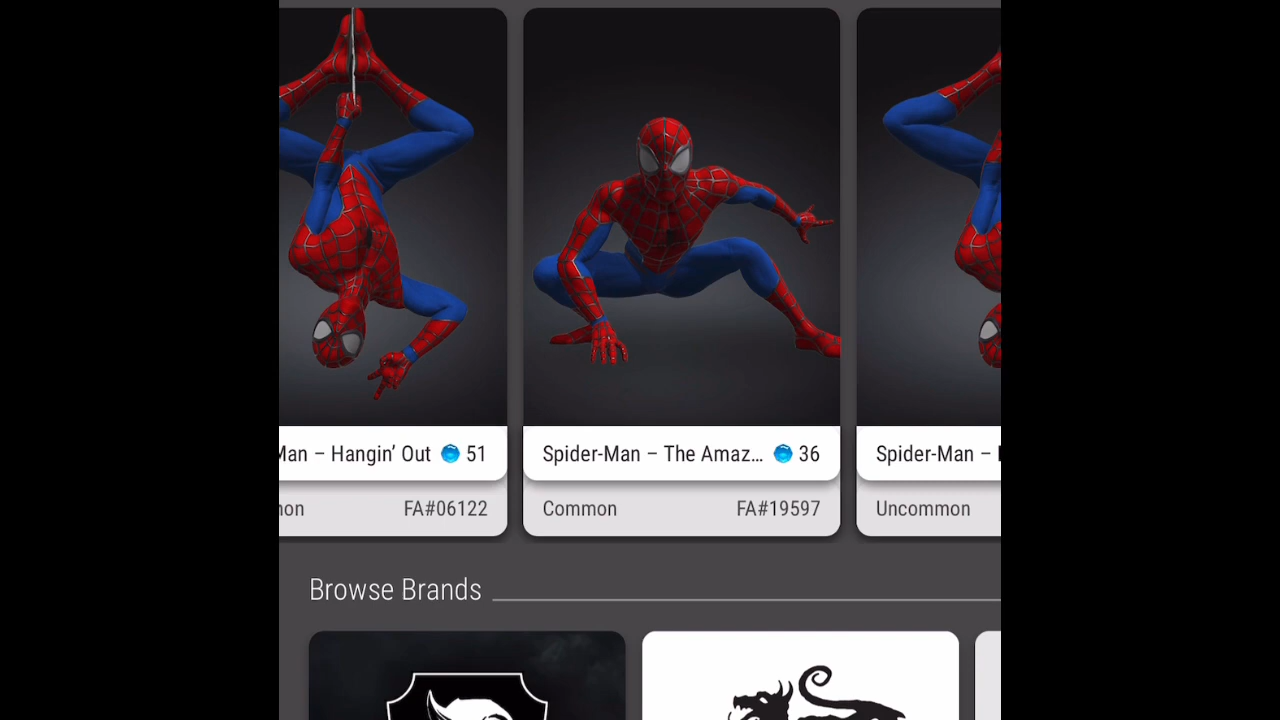 Man – Hangin’ Out 51
Spider-Man – The Amaz... 36
Spider-Man –
FA#06122
Common FA#19597
Uncommon
Browse Brands